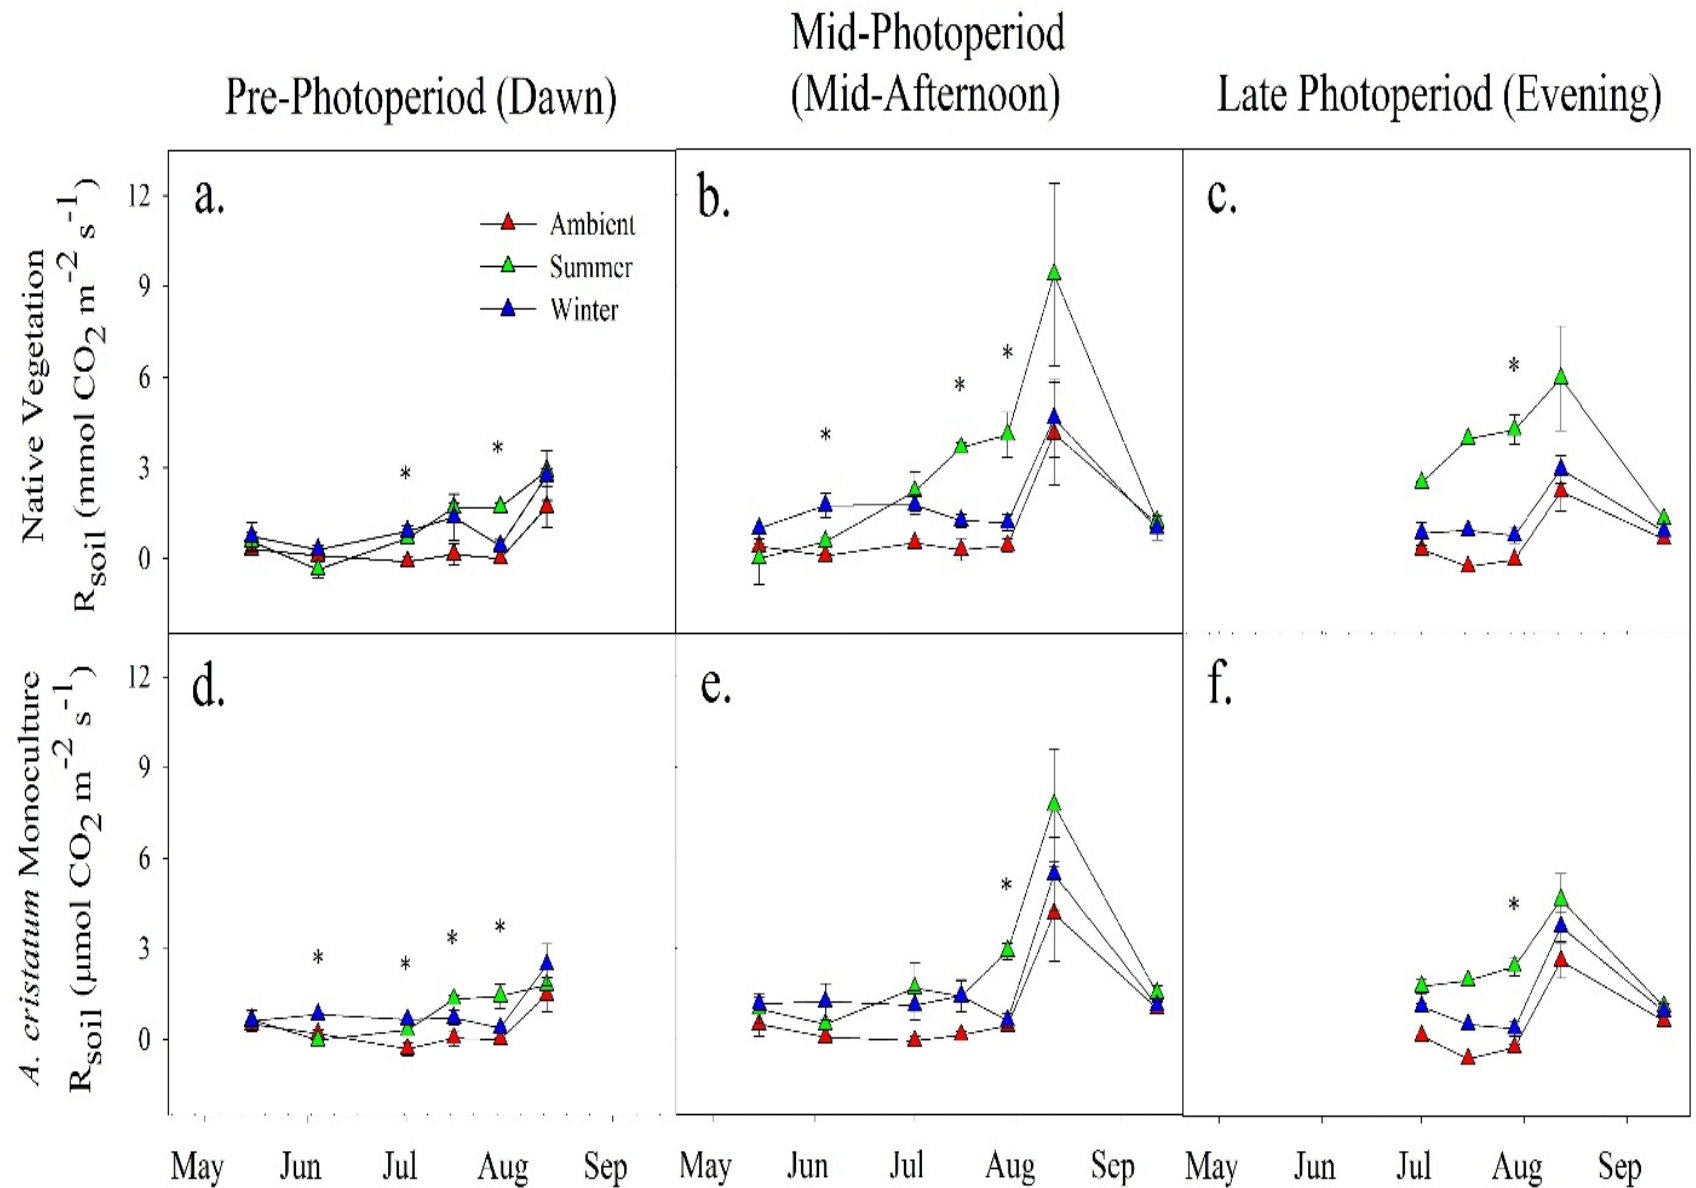 Mid-Photoperiod
Pre-Photoperiod (Dawn)
(Mid-Afternoon)
Late Photoperiod (Evening)
Native Vegetation
R_soil (mmol CO₂ m⁻² s⁻¹)
12
9
6
3
0
a.
Ambient
Summer
Winter
*
*
b.
*
*
*
c.
*
A. cristatum Monoculture
R_soil (μmol CO₂ m⁻² s⁻¹)
12
9
6
3
0
d.
*
*
*
*
e.
*
f.
*
May Jun Jul Aug Sep May Jun Jul Aug Sep May Jun Jul Aug Sep